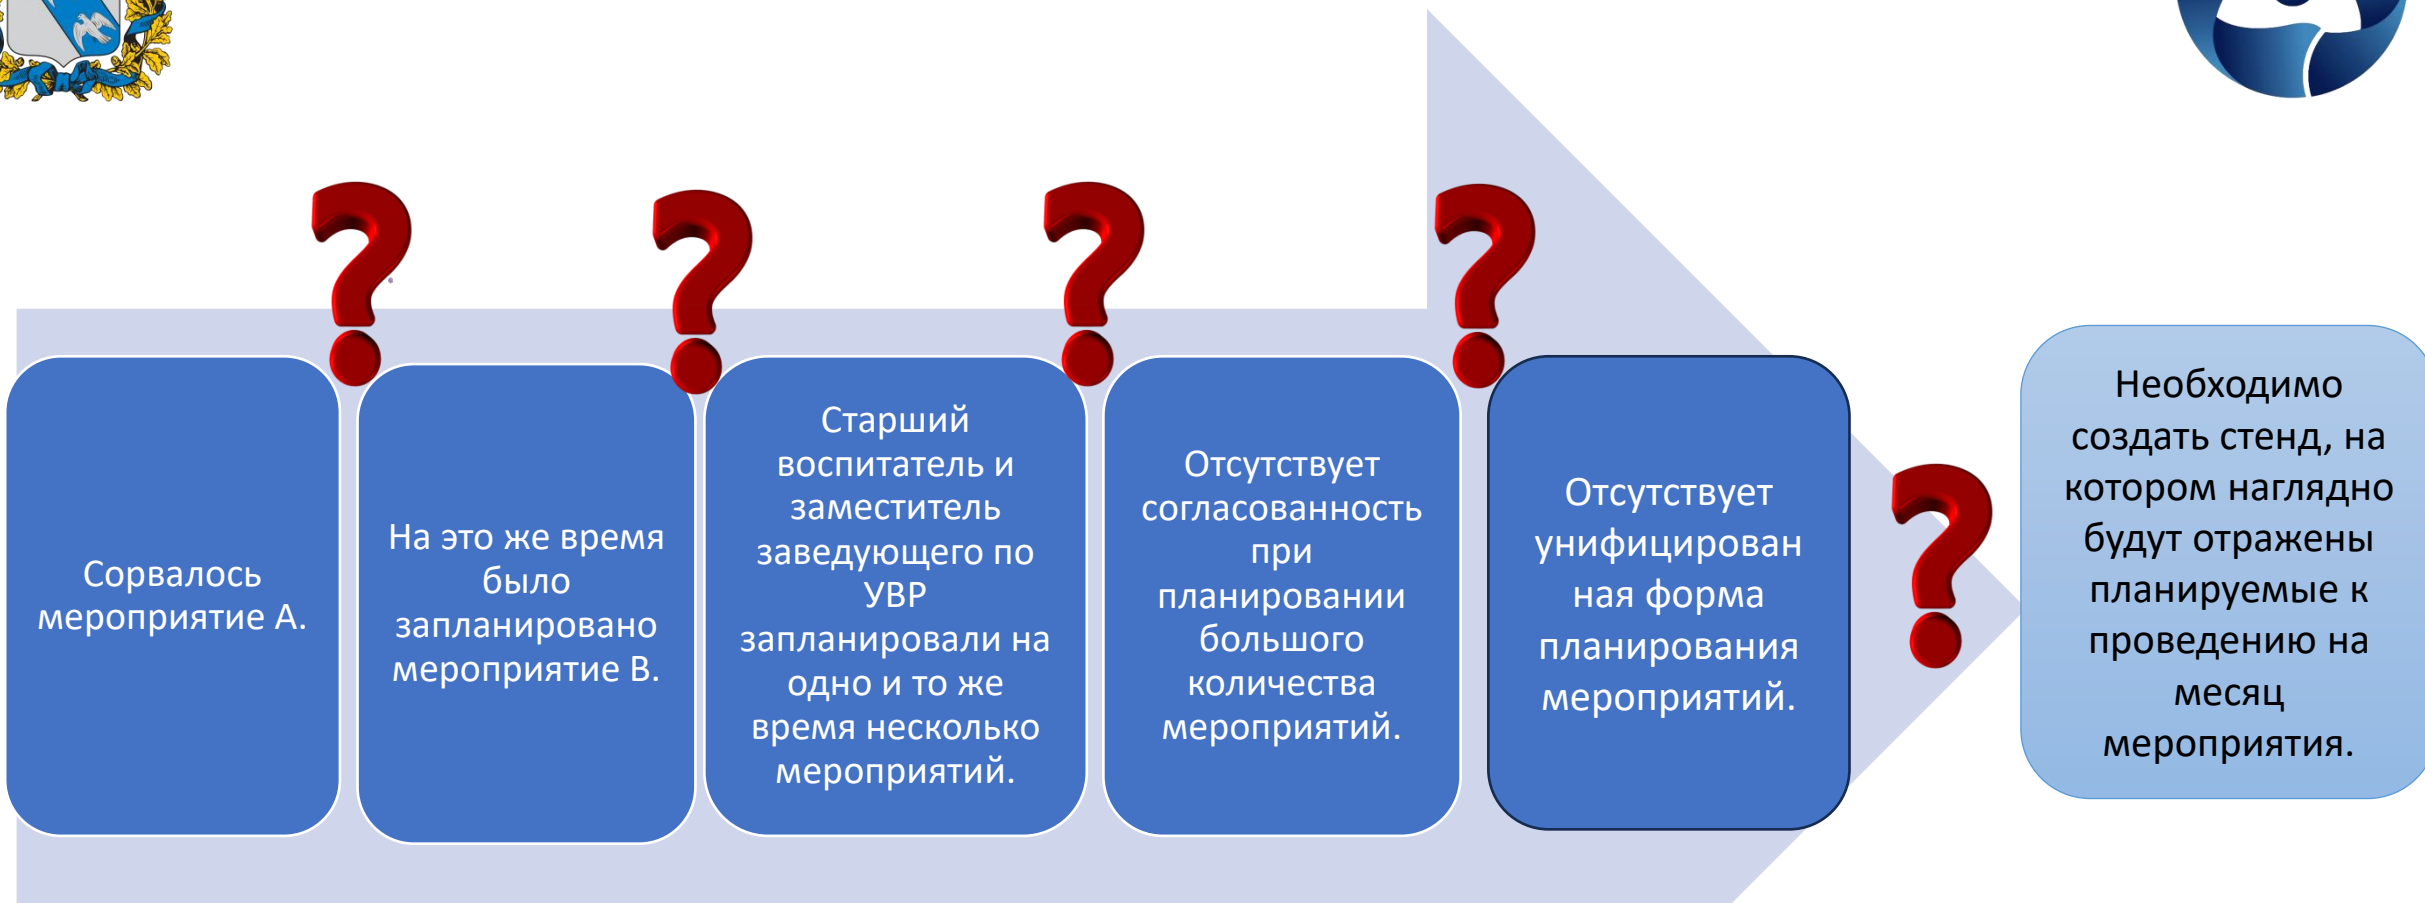 Сорвалось
мероприятие А.
На это же время
было
запланировано
мероприятие В.
Старший
воспитатель и
заместитель
заведующего по
УВР
запланировали на
одно и то же
время несколько
мероприятий.
Отсутствует
согласованность
при
планировании
большого
количества
мероприятий.
Отсутствует
унифицирован
ная форма
планирования
мероприятий.
Необходимо
создать стенд, на
котором наглядно
будут отражены
планируемые к
проведению на
месяц
мероприятия.